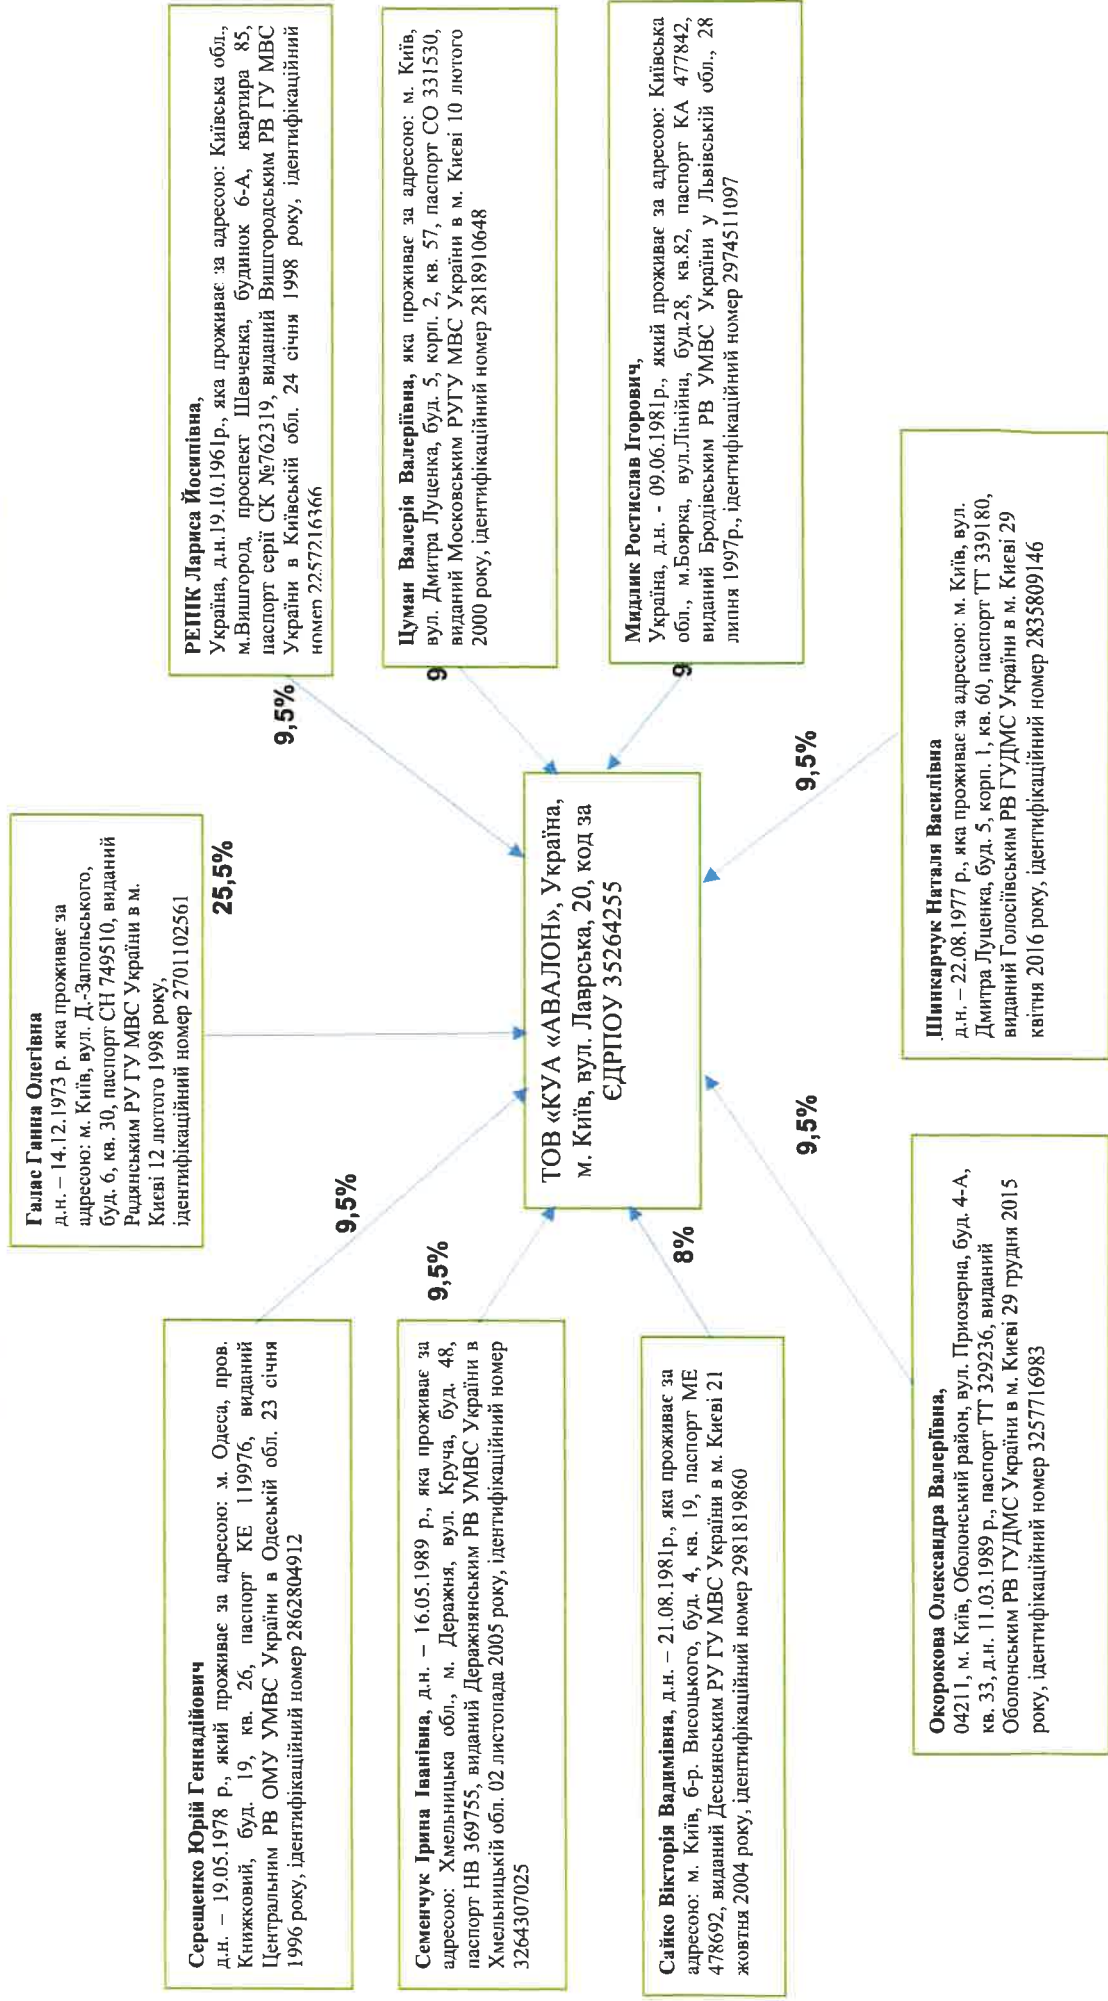 Галас Ганна Олегівна
д.н. – 14.12.1973 р. яка проживає за
адресою: м. Київ, вул. Д.-Запольського,
буд. 6, кв. 30, паспорт СН 749510, виданий
Радянським РУ ГУ МВС України в м.
Києві 12 лютого 1998 року,
ідентифікаційний номер 2701102561
25,5%
Серещенко Юрій Геннадійович
д.н. – 19.05.1978 р., який проживає за адресою: м. Одеса, пров.
Книжковий, буд. 19, кв. 26, паспорт КЕ 119976, виданий
Центральним РВ ОМУ УМВС України в Одеській обл. 23 січня
1996 року, ідентифікаційний номер 2862804912
9,5%
Семенчук Ірина Іванівна, д.н. – 16.05.1989 р., яка проживає за
адресою: Хмельницька обл., м. Деражня, вул. Круча, буд. 48,
паспорт НВ 369755, виданий Деражнянським РВ УМВС України в
Хмельницькій обл. 02 листопада 2005 року, ідентифікаційний номер
3264307025
9,5%
Сайко Вікторія Вадимівна, д.н. – 21.08.1981р., яка проживає за
адресою: м. Київ, б-р. Висоцького, буд. 4, кв. 19, паспорт МЕ
478692, виданий Деснянським РУ ГУ МВС України в м. Києві 21
жовтня 2004 року, ідентифікаційний номер 2981819860
8%
Окорокова Олександра Валеріївна,
04211, м. Київ, Оболонський район, вул. Приозерна, буд. 4-А,
кв. 33, д.н. 11.03.1989 р., паспорт ТТ 329236, виданий
Оболонським РВ ГУДМС України в м. Києві 29 грудня 2015
року, ідентифікаційний номер 3257716983
9,5%
ТОВ «КУА «АВАЛОН», Україна,
м. Київ, вул. Лаврська, 20, код за
ЄДРПОУ 35264255
РЕПІК Лариса Йосипівна,
Україна, д.н.19.10.1961р., яка проживає за адресою: Київська обл.,
м.Вишгород, проспект Шевченка, будинок 6-А, квартира 85,
паспорт серії СК №762319, виданий Вишгородським РВ ГУ МВС
України в Київській обл. 24 січня 1998 року, ідентифікаційний
номер 2257216366
9,5%
Цуман Валерія Валеріївна, яка проживає за адресою: м. Київ,
вул. Дмитра Луценка, буд. 5, корп. 2, кв. 57, паспорт СО 331530,
виданий Московським РУГУ МВС України в м. Києві 10 лютого
2000 року, ідентифікаційний номер 2818910648
9
Мидлик Ростислав Ігорович,
Україна, д.н. - 09.06.1981р., який проживає за адресою: Київська
обл., м.Боярка, вул.Лінійна, буд.28, кв.82, паспорт КА 477842,
виданий Бродівським РВ УМВС України у Львівській обл., 28
липня 1997р., ідентифікаційний номер 2974511097
9
Шинкарчук Наталя Василівна
д.н. – 22.08.1977 р., яка проживає за адресою: м. Київ, вул.
Дмитра Луценка, буд. 5, корп. 1, кв. 60, паспорт ТТ 339180,
виданий Голосіївським РВ ГУДМС України в м. Києві 29
квітня 2016 року, ідентифікаційний номер 2835809146
9,5%